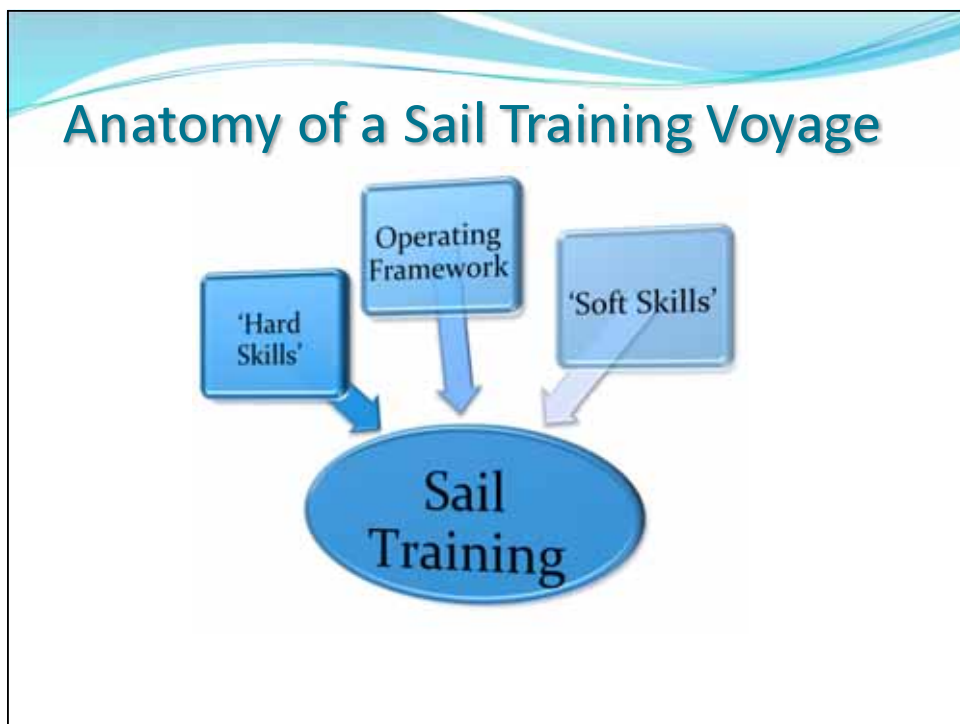 Anatomy of a Sail Training Voyage
Operating
Framework
'Hard
Skills'
'Soft Skills'
Sail
Training